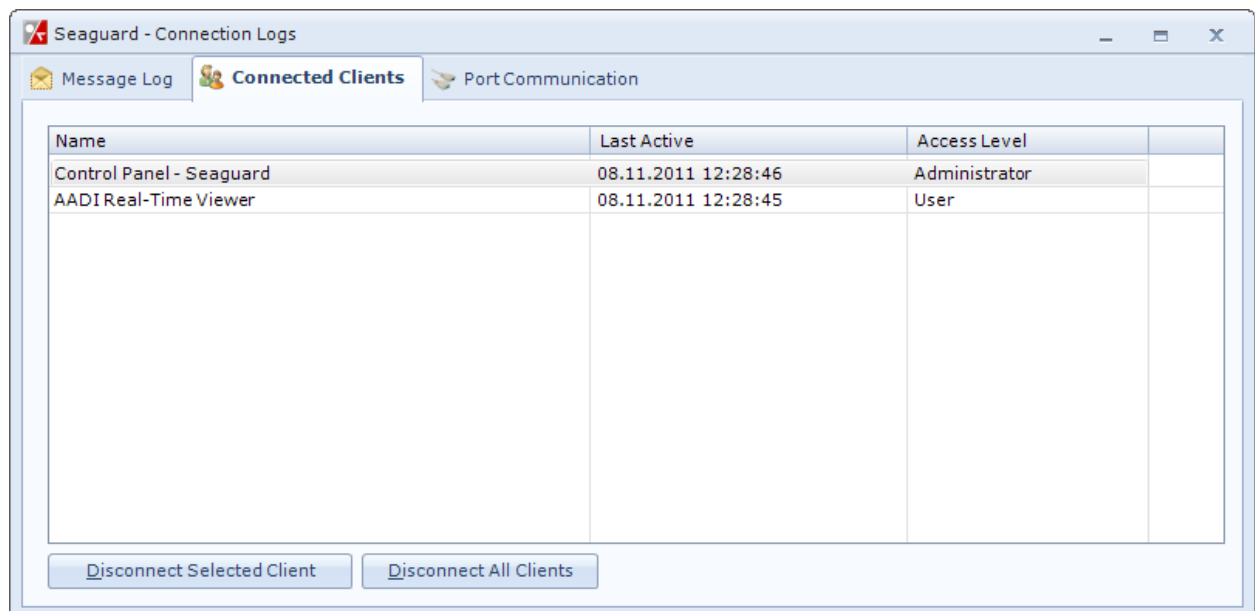 Seaguard - Connection Logs
Message Log Connected Clients Port Communication
Name Last Active Access Level
Control Panel - Seaguard 08.11.2011 12:28:46 Administrator
AADI Real-Time Viewer 08.11.2011 12:28:45 User
Disconnect Selected Client Disconnect All Clients